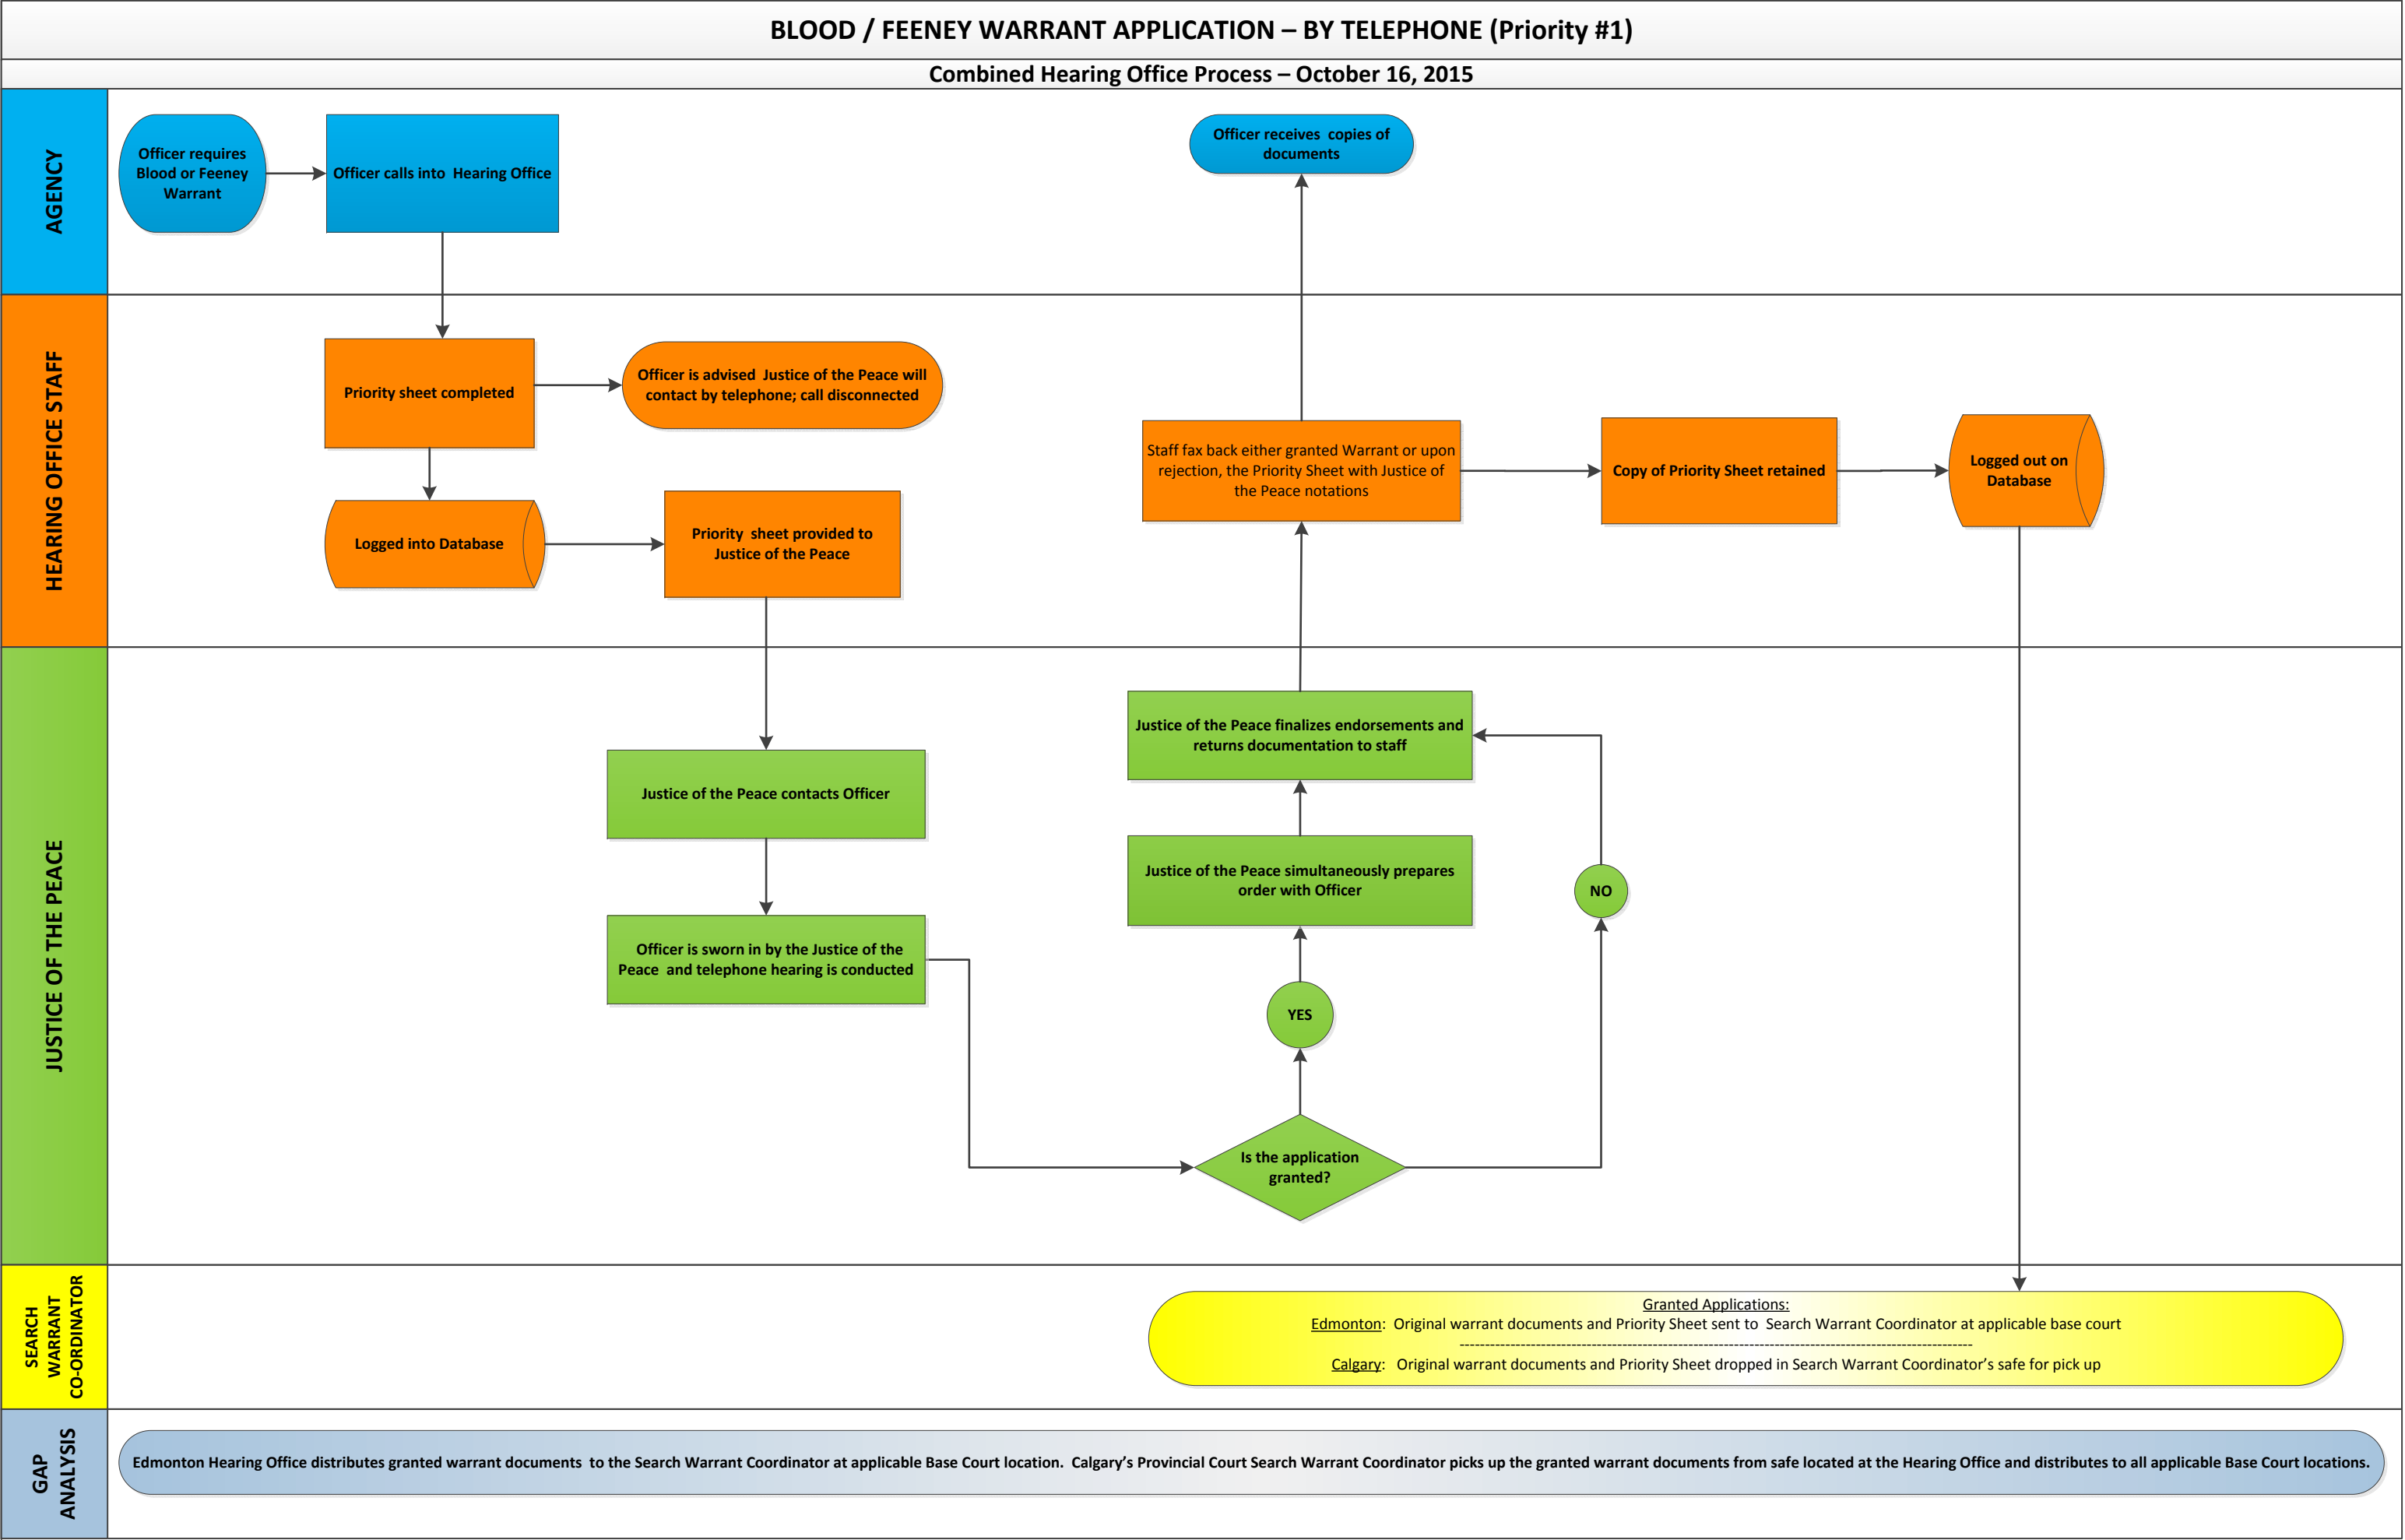 BLOOD / FEENEY WARRANT APPLICATION – BY TELEPHONE (Priority #1)
Combined Hearing Office Process – October 16, 2015
AGENCY
Officer requires
Blood or Feeney
Warrant
Officer calls into Hearing Office
Officer receives copies of
documents
HEARING OFFICE STAFF
Priority sheet completed
Officer is advised Justice of the Peace will
contact by telephone; call disconnected
Logged into Database
Priority sheet provided to
Justice of the Peace
Staff fax back either granted Warrant or upon
rejection, the Priority Sheet with Justice of
the Peace notations
Copy of Priority Sheet retained
Logged out on
Database
JUSTICE OF THE PEACE
Justice of the Peace contacts Officer
Officer is sworn in by the Justice of the
Peace and telephone hearing is conducted
Justice of the Peace finalizes endorsements and
returns documentation to staff
Justice of the Peace simultaneously prepares
order with Officer
NO
YES
Is the application
granted?
SEARCH
WARRANT
CO-ORDINATOR
Granted Applications:
Edmonton: Original warrant documents and Priority Sheet sent to Search Warrant Coordinator at applicable base court
Calgary: Original warrant documents and Priority Sheet dropped in Search Warrant Coordinator's safe for pick up
GAP
ANALYSIS
Edmonton Hearing Office distributes granted warrant documents to the Search Warrant Coordinator at applicable Base Court location. Calgary's Provincial Court Search Warrant Coordinator picks up the granted warrant documents from safe located at the Hearing Office and distributes to all applicable Base Court locations.